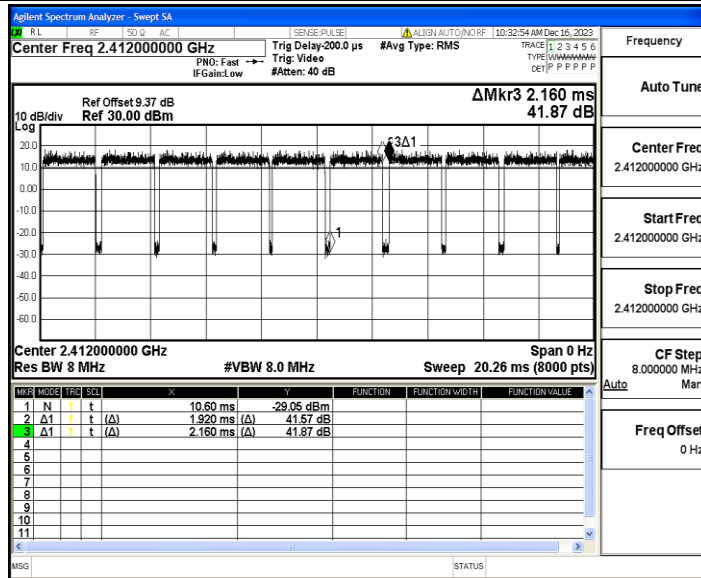 Agilent Spectrum Analyzer - Swept SA
RL RF 50 Ω AC SENSE:PULSE ALIGN AUTO/NO RF 10:32:54 AM Dec 16, 2023
Center Freq 2.412000000 GHz
PNO: Fast
IFGain:Low
Trig Delay-200.0 µs
Trig: Video
#Atten: 40 dB
#Avg Type: RMS
TRACE 1 2 3 4 5 6
TYPE
DET P P P P P P
ΔMkr3 2.160 ms
41.87 dB
Ref Offset 9.37 dB
10 dB/div Ref 30.00 dBm
Log
20.0
10.0
0.00
-10.0
-20.0
-30.0
-40.0
-50.0
-60.0
3Δ1
1
Center 2.412000000 GHz Span 0 Hz
Res BW 8 MHz #VBW 8.0 MHz Sweep 20.26 ms (8000 pts)
MKR MODE TRC SCL X Y FUNCTION FUNCTION WIDTH FUNCTION VALUE
1 N 1 t 10.60 ms -29.05 dBm
2 Δ1 1 t (Δ) 1.920 ms (Δ) 41.57 dB
3 Δ1 1 t (Δ) 2.160 ms (Δ) 41.87 dB
4
5
6
7
8
9
10
11
MSG STATUS
Frequency
Auto Tune
Center Freq
2.412000000 GHz
Start Freq
2.412000000 GHz
Stop Freq
2.412000000 GHz
CF Step
8.000000 MHz
Auto Man
Freq Offset
0 Hz